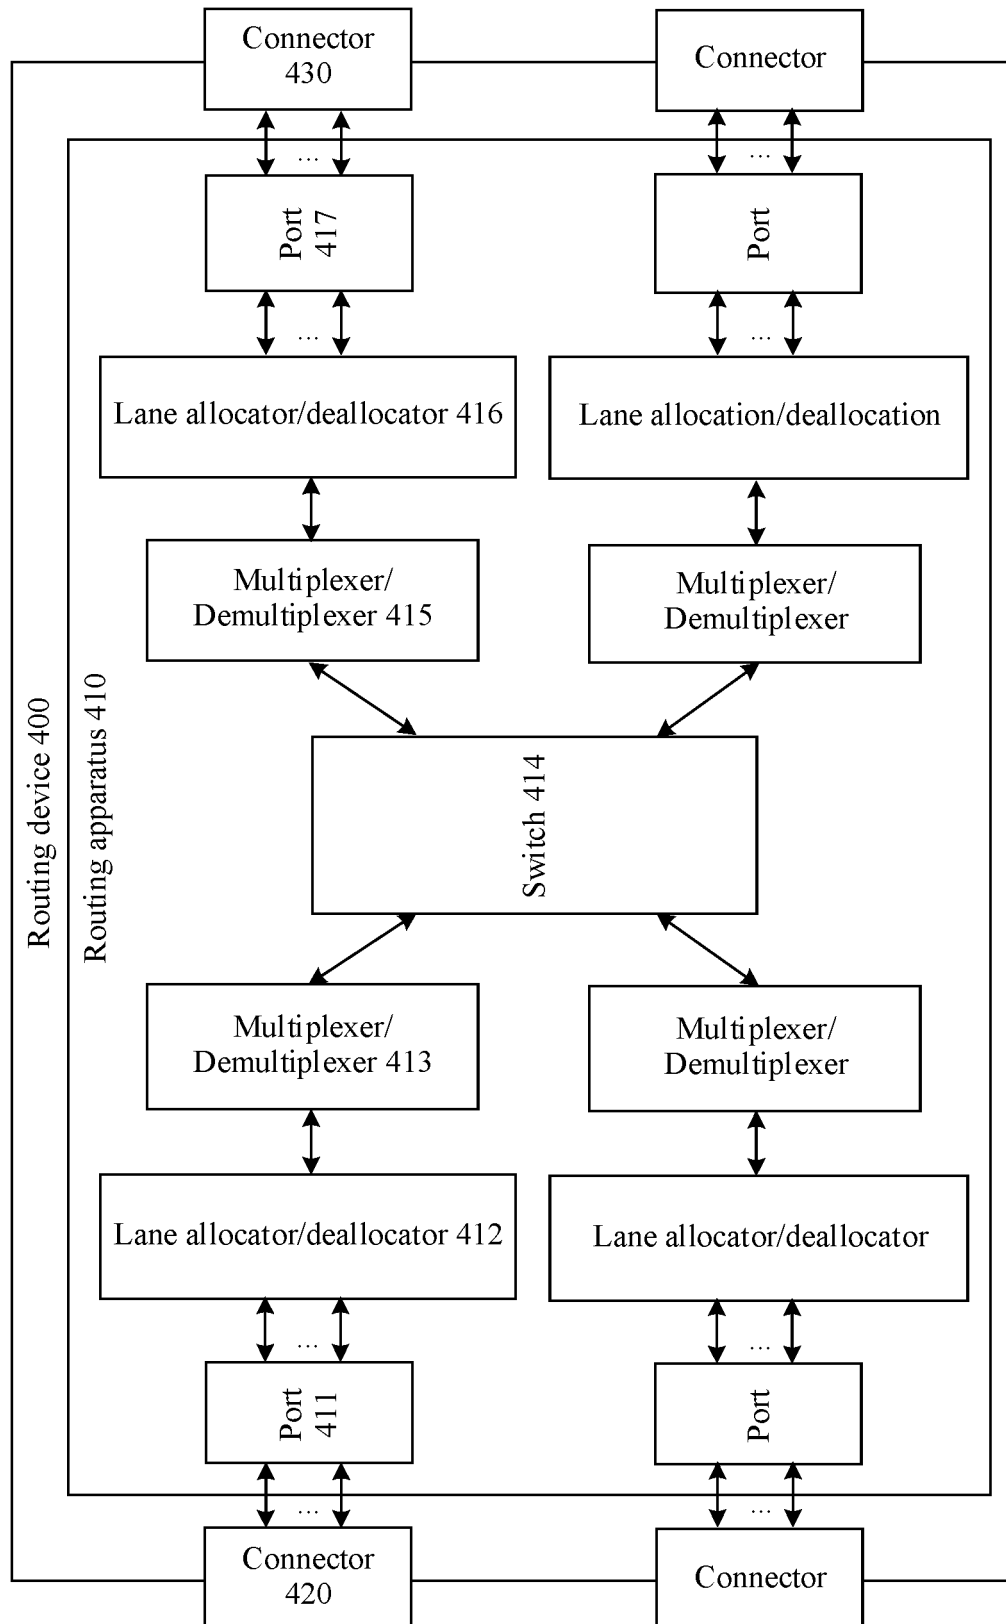 Connector
430
Connector
...
...
Port
417
Port
...
...
Lane allocator/deallocator 416
Lane allocation/deallocation
Multiplexer/
Demultiplexer 415
Multiplexer/
Demultiplexer
Routing device 400
Routing apparatus 410
Switch 414
Multiplexer/
Demultiplexer 413
Multiplexer/
Demultiplexer
Lane allocator/deallocator 412
Lane allocator/deallocator
...
...
Port
411
Port
...
...
Connector
420
Connector